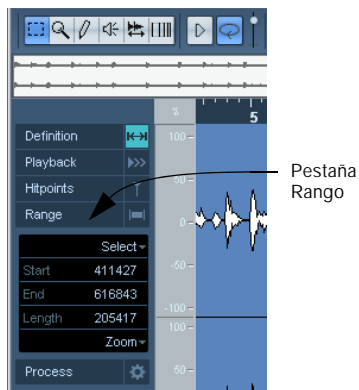 %
5
Definition
100
Playback
Hitpoints
50
Range
0
Select
Start 411427
-50
End 616843
Length 205417
-100
100
Zoom
Process
50
Pestaña
Rango